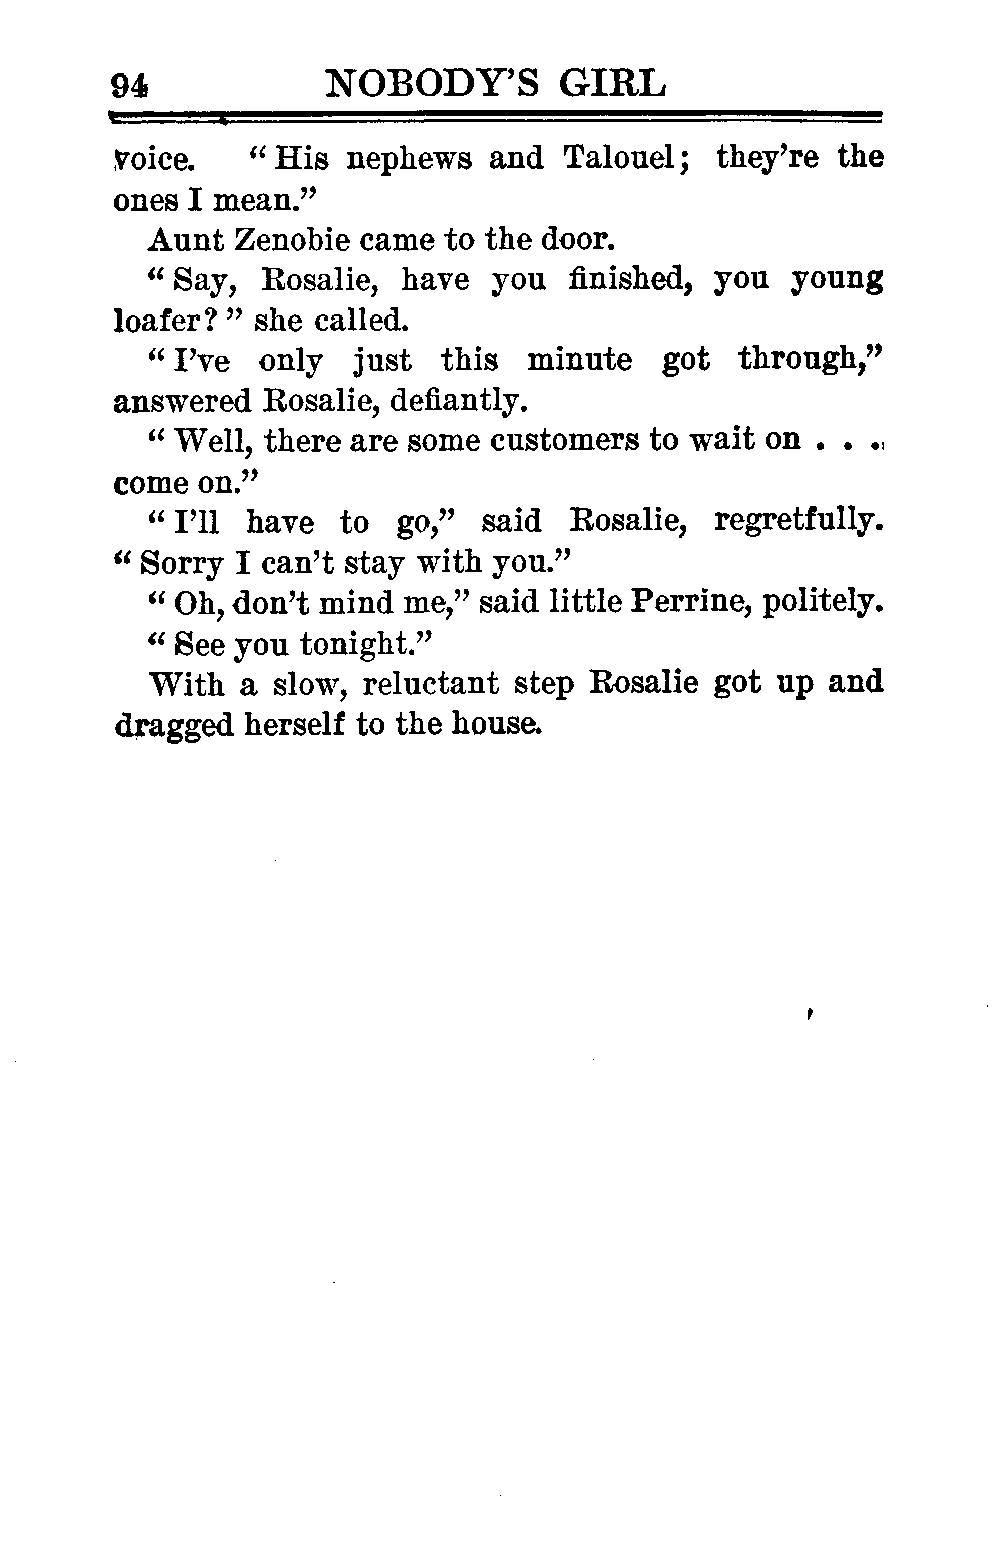 94 NOBODY'S GIRL
voice. "His nephews and Talouel; they're the
ones I mean."
Aunt Zenobie came to the door.
"Say, Rosalie, have you finished, you young
loafer?" she called.
"I've only just this minute got through,"
answered Rosalie, defiantly.
"Well, there are some customers to wait on . . .
come on."
"I'll have to go," said Rosalie, regretfully.
"Sorry I can't stay with you."
"Oh, don't mind me," said little Perrine, politely.
"See you tonight."
With a slow, reluctant step Rosalie got up and
dragged herself to the house.